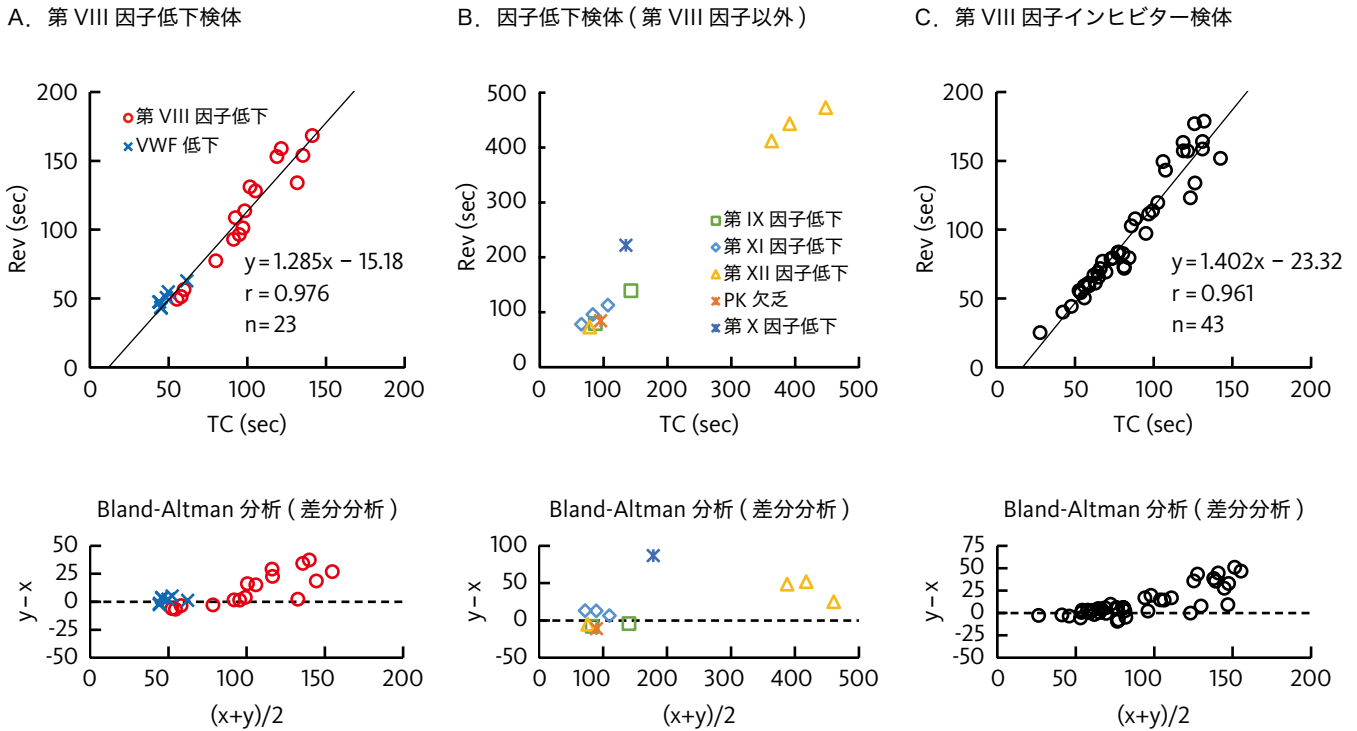 A. 第 VIII 因子低下検体
200
150
100
50
0
Rev (sec)
第 VIII 因子低下
VWF 低下
y=1.285x − 15.18
r = 0.976
n= 23
0 50 100 150 200
TC (sec)
Bland-Altman 分析 ( 差分分析 )
50
25
0
-25
-50
y − x
0 50 100 150 200
(x+y)/2
B. 因子低下検体 ( 第 VIII 因子以外 )
500
400
300
200
100
0
Rev (sec)
第 IX 因子低下
第 XI 因子低下
第 XII 因子低下
PK 欠乏
第 X 因子低下
0 100 200 300 400 500
TC (sec)
Bland-Altman 分析 ( 差分分析 )
100
50
0
-50
y − x
0 100 200 300 400 500
(x+y)/2
C. 第 VIII 因子インヒビター検体
200
150
100
50
0
Rev (sec)
y=1.402x − 23.32
r = 0.961
n= 43
0 50 100 150 200
TC (sec)
Bland-Altman 分析 ( 差分分析 )
75
50
25
0
-25
-50
y − x
0 50 100 150 200
(x+y)/2